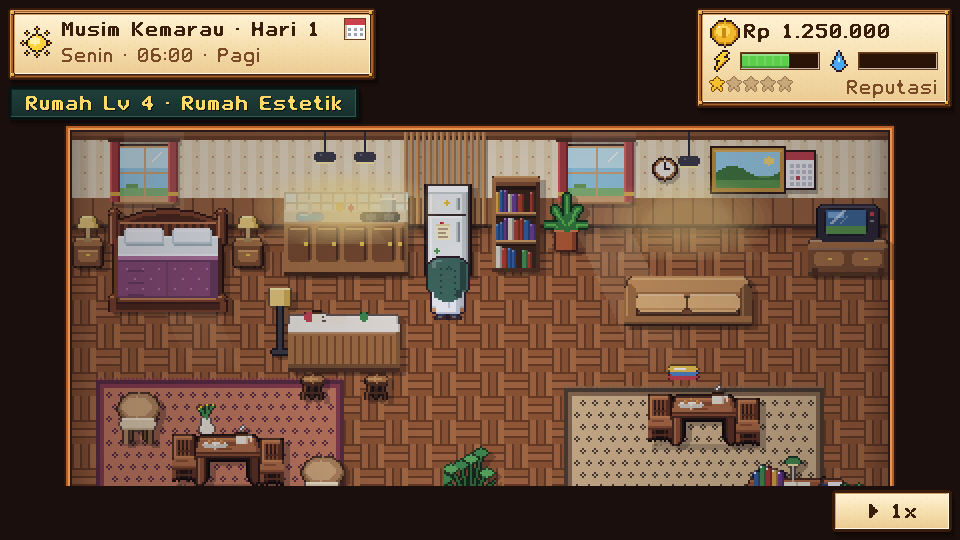 Musim Kemarau · Hari 1
Senin · 06:00 · Pagi
Rp 1.250.000
Reputasi
Rumah Lv 4 · Rumah Estetik
1x